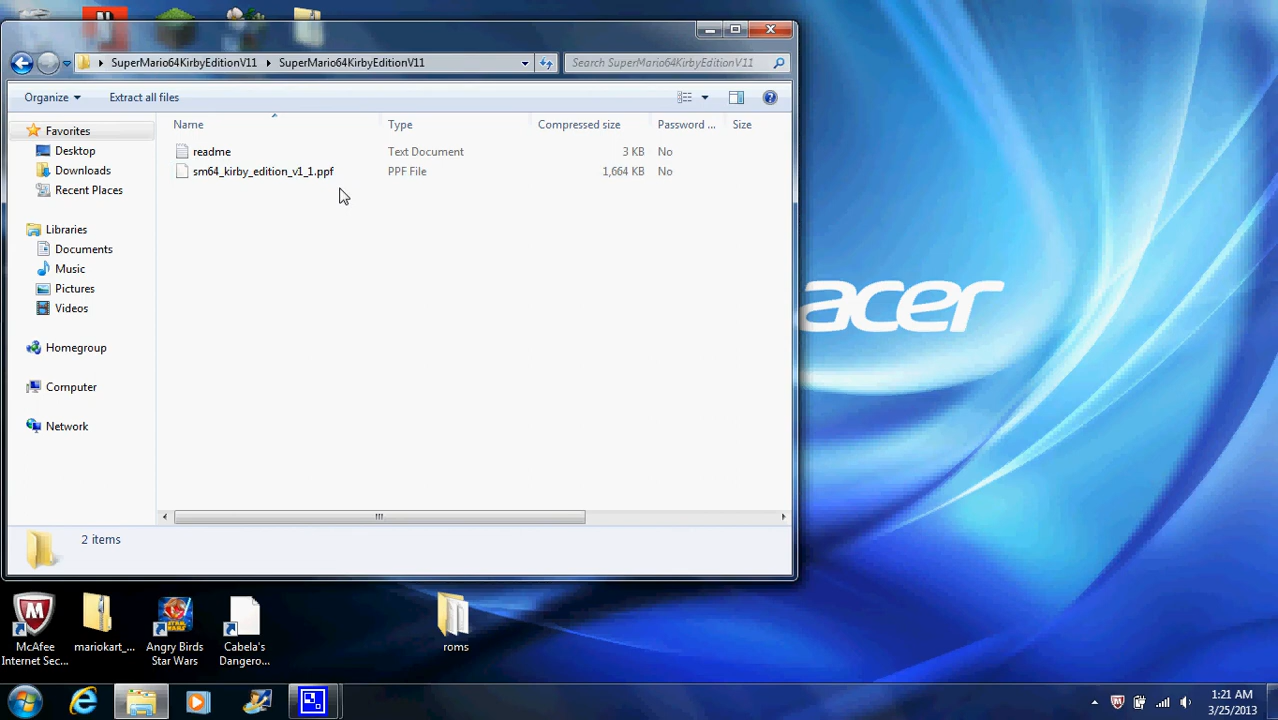 SuperMario64KirbyEditionV11 SuperMario64KirbyEditionV11 Search SuperMario64KirbyEditionV11
Organize Extract all files
Name Type Compressed size Password ... Size
readme Text Document 3 KB No
sm64_kirby_edition_v1_1.ppf PPF File 1,664 KB No
Favorites
Desktop
Downloads
Recent Places
Libraries
Documents
Music
Pictures
Videos
Homegroup
Computer
Network
2 items
acer
McAfee
Internet Sec...
mariokart_...
Angry Birds
Star Wars
STAR WARS
Cabela's
Dangero...
roms
1:21 AM
3/25/2013